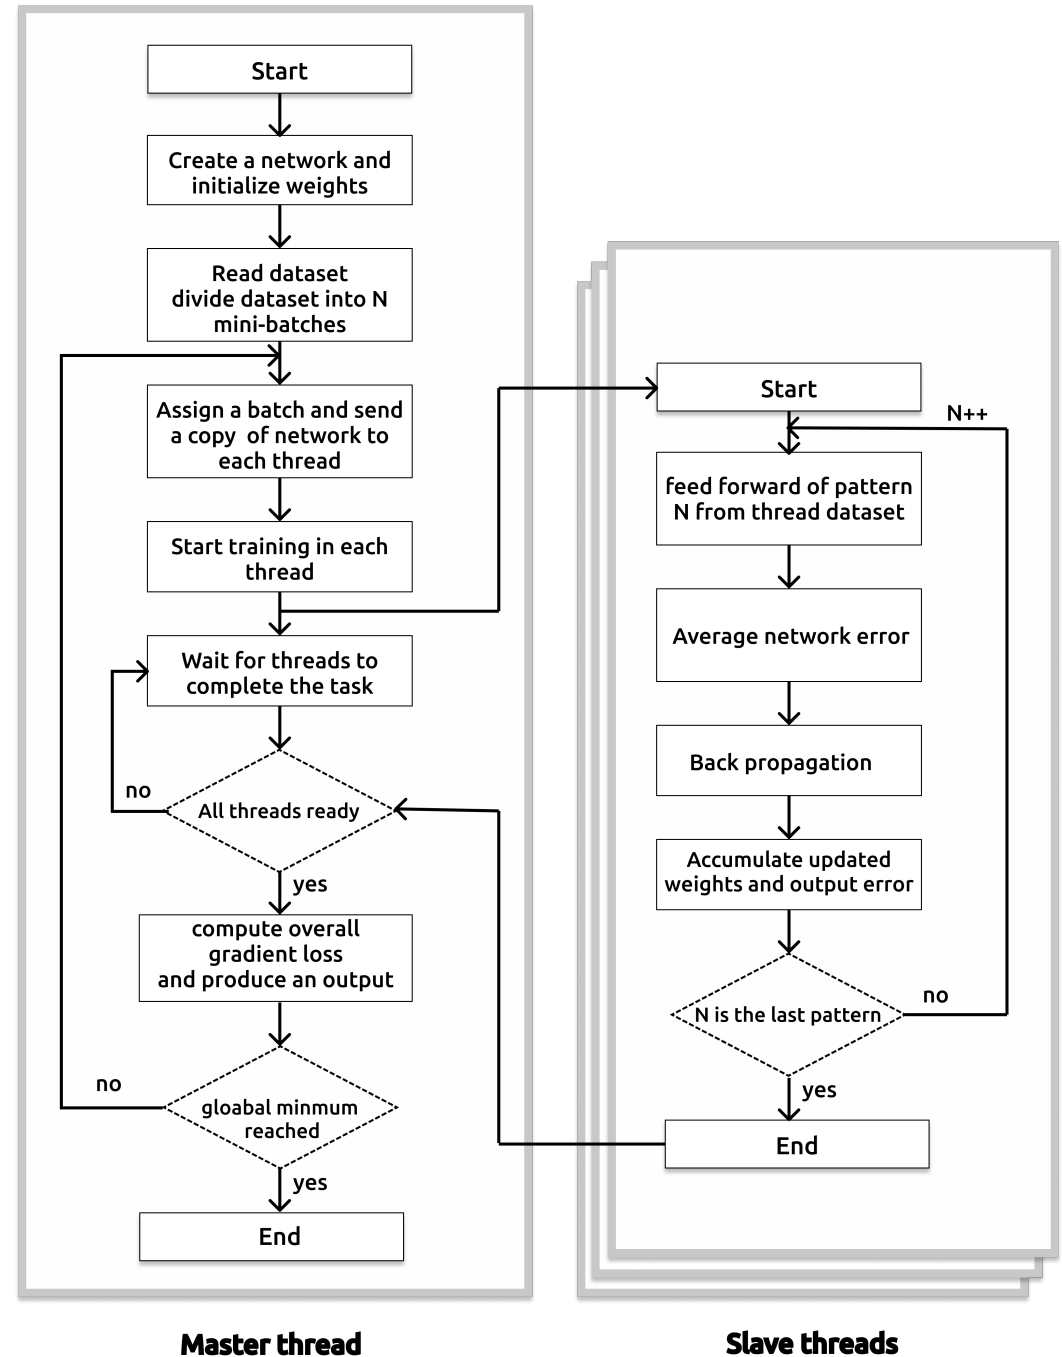 Start
Create a network and
initialize weights
Read dataset
divide dataset into N
mini-batches
Assign a batch and send
a copy of network to
each thread
Start training in each
thread
Wait for threads to
complete the task
no
All threads ready
yes
compute overall
gradient loss
and produce an output
no
gloabal minmum
reached
yes
End
Master thread
Start
N++
feed forward of pattern
N from thread dataset
Average network error
Back propagation
Accumulate updated
weights and output error
N is the last pattern
no
yes
End
Slave threads